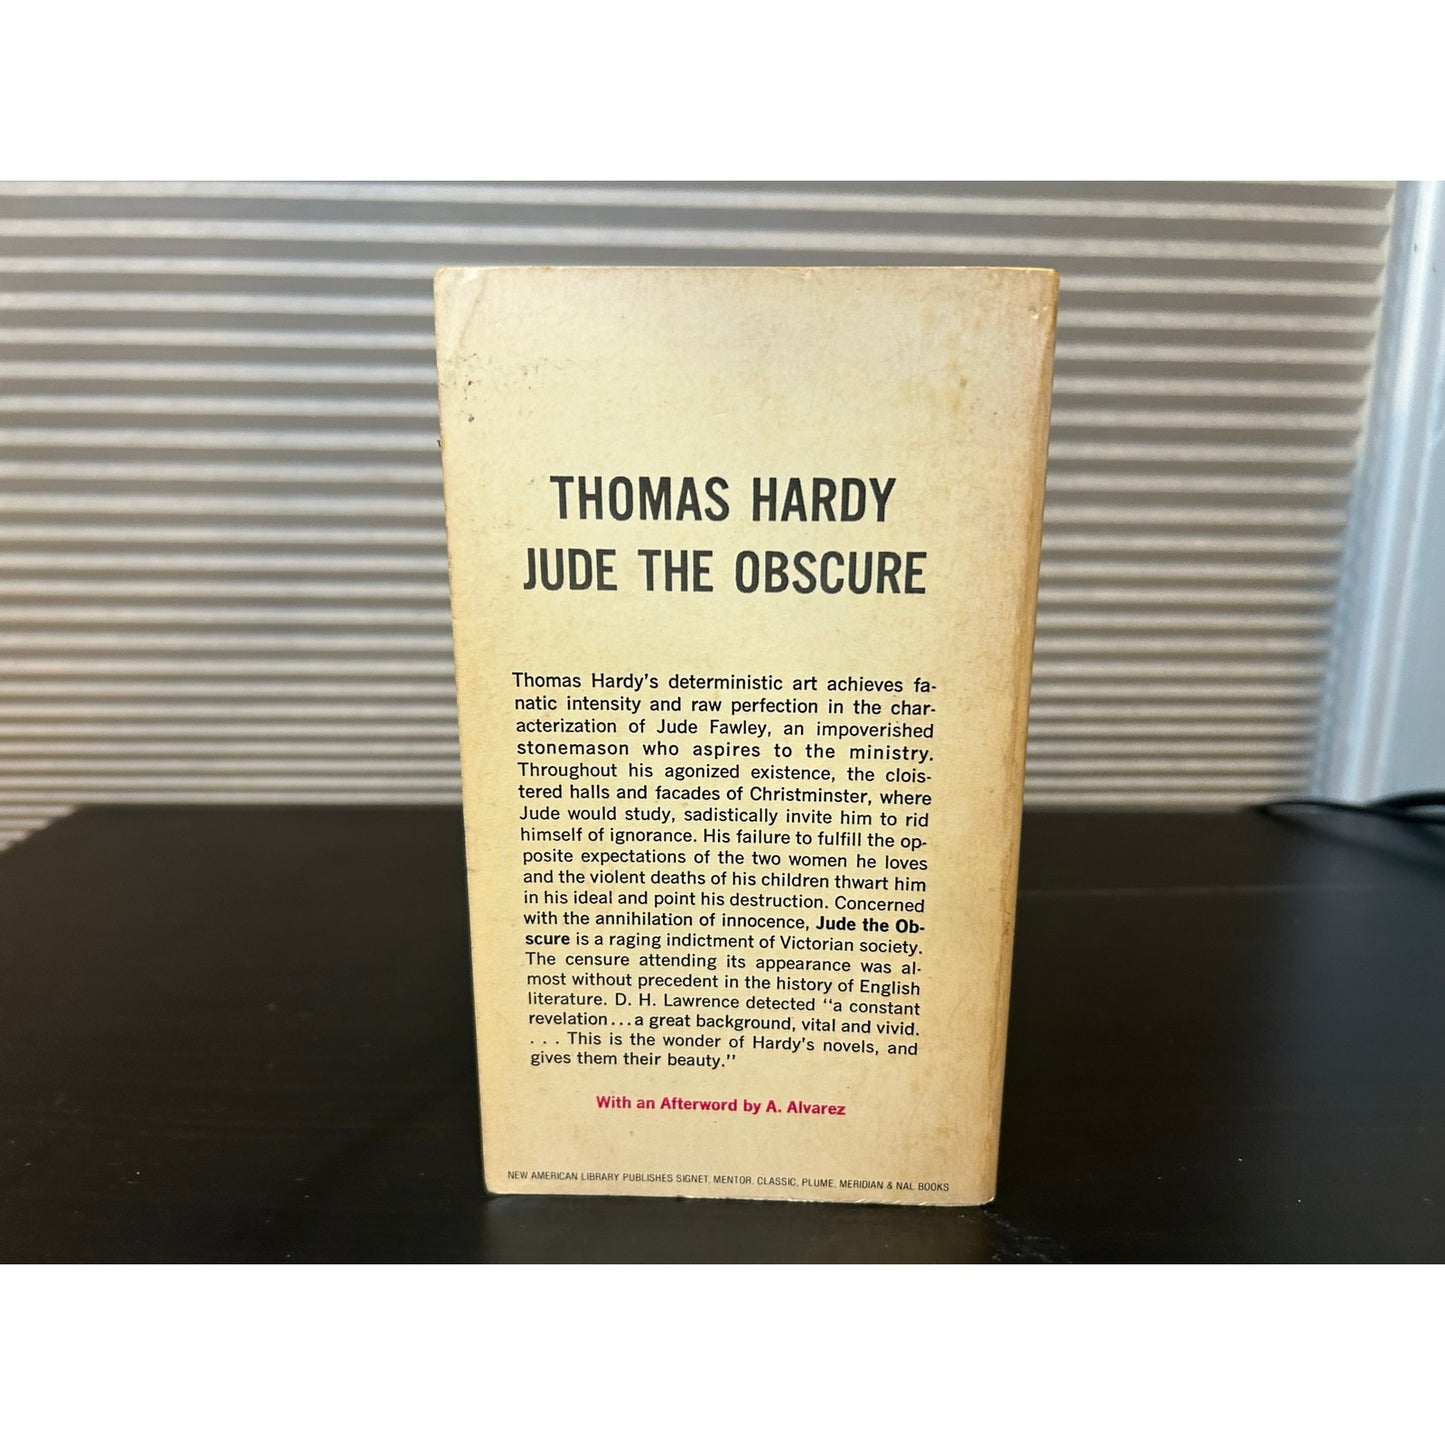 THOMAS HARDY
JUDE THE OBSCURE
Thomas Hardy's deterministic art achieves fa-
natic intensity and raw perfection in the char-
acterization of Jude Fawley, an impoverished
stonemason who aspires to the ministry.
Throughout his agonized existence, the clois-
tered halls and facades of Christminster, where
Jude would study, sadistically invite him to rid
himself of ignorance. His failure to fulfill the op-
posite expectations of the two women he loves
and the violent deaths of his children thwart him
in his ideal and point his destruction. Concerned
with the annihilation of innocence, Jude the Ob-
scure is a raging indictment of Victorian society.
The censure attending its appearance was al-
most without precedent in the history of English
literature. D. H. Lawrence detected "a constant
revelation...a great background, vital and vivid.
. . . This is the wonder of Hardy's novels, and
gives them their beauty."
With an Afterword by A. Alvarez
NEW AMERICAN LIBRARY PUBLISHES SIGNET, MENTOR, CLASSIC, PLUME, MERIDIAN & NAL BOOKS